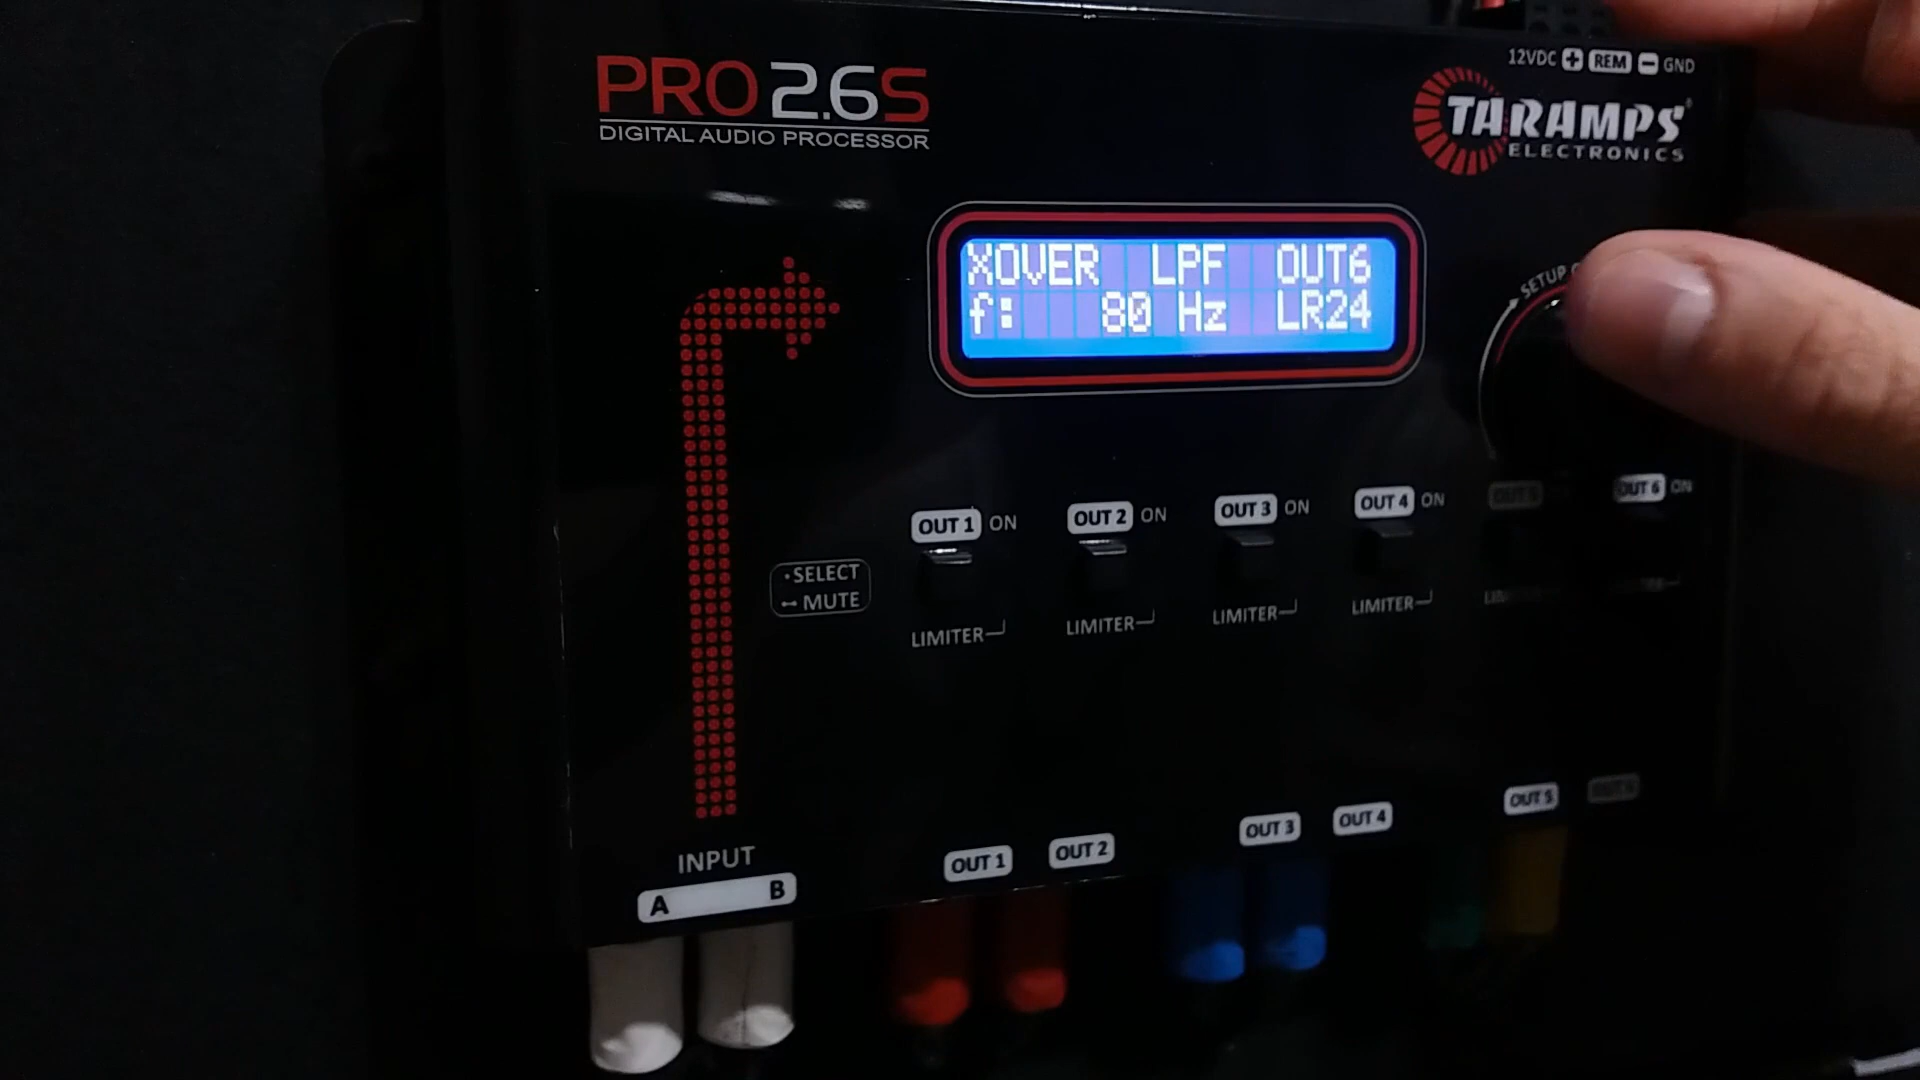 12VDC + REM - GND
PRO 2.6S
DIGITAL AUDIO PROCESSOR
TARAMPS
ELECTRONICS
XOVER LPF OUT6
f: 80 Hz LR24
SETUP
OUT 1 ON
OUT 2 ON
OUT 3 ON
OUT 4 ON
OUT 6 ON
SELECT
MUTE
LIMITER
LIMITER
LIMITER
LIMITER
INPUT
A B
OUT 1
OUT 2
OUT 3
OUT 4
OUT 5